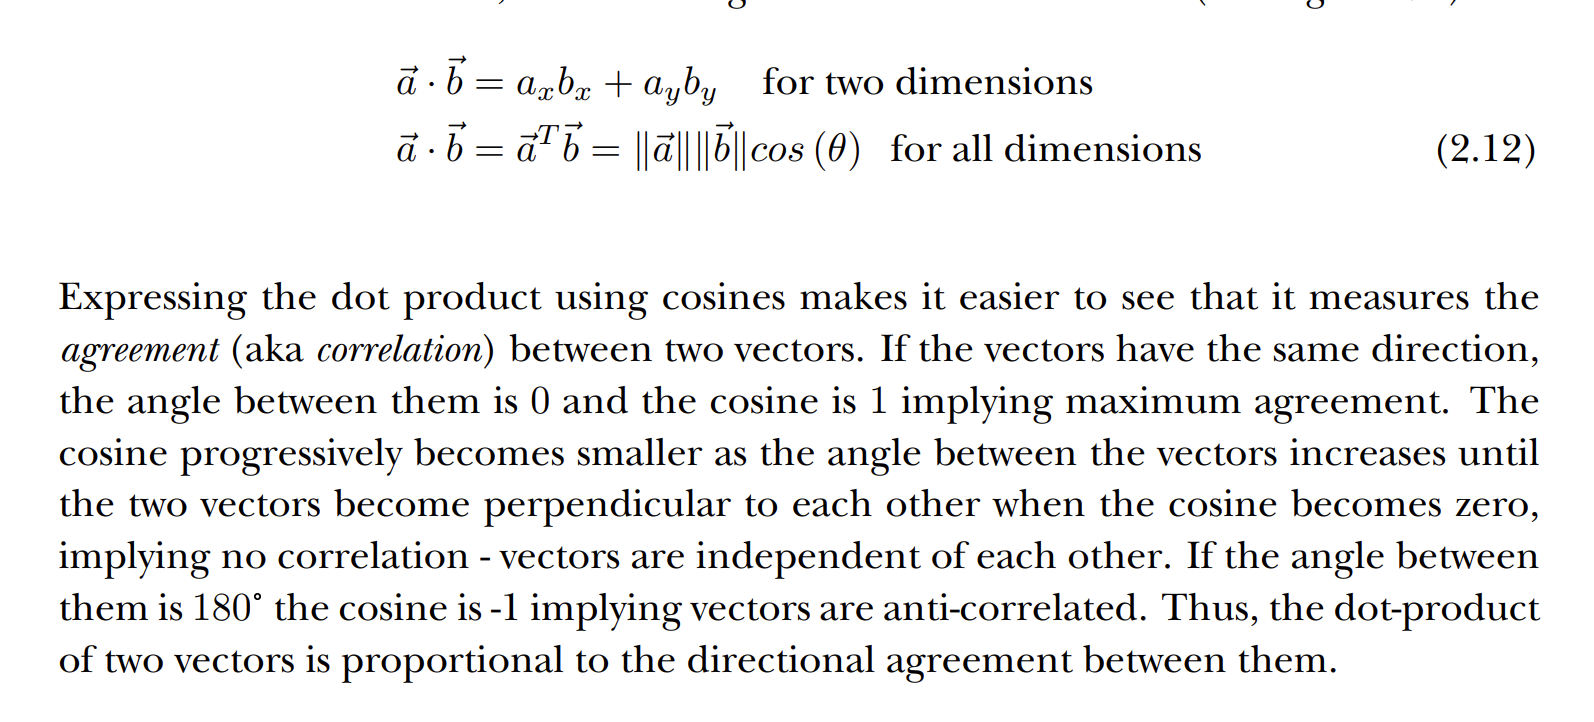 $\vec{a} \cdot \vec{b} = a_x b_x + a_y b_y$ for two dimensions
$\vec{a} \cdot \vec{b} = \vec{a}^T \vec{b} = \|\vec{a}\| \|\vec{b}\| cos(\theta)$ for all dimensions (2.12)
Expressing the dot product using cosines makes it easier to see that it measures the
agreement (aka correlation) between two vectors. If the vectors have the same direction,
the angle between them is 0 and the cosine is 1 implying maximum agreement. The
cosine progressively becomes smaller as the angle between the vectors increases until
the two vectors become perpendicular to each other when the cosine becomes zero,
implying no correlation - vectors are independent of each other. If the angle between
them is 180° the cosine is -1 implying vectors are anti-correlated. Thus, the dot-product
of two vectors is proportional to the directional agreement between them.